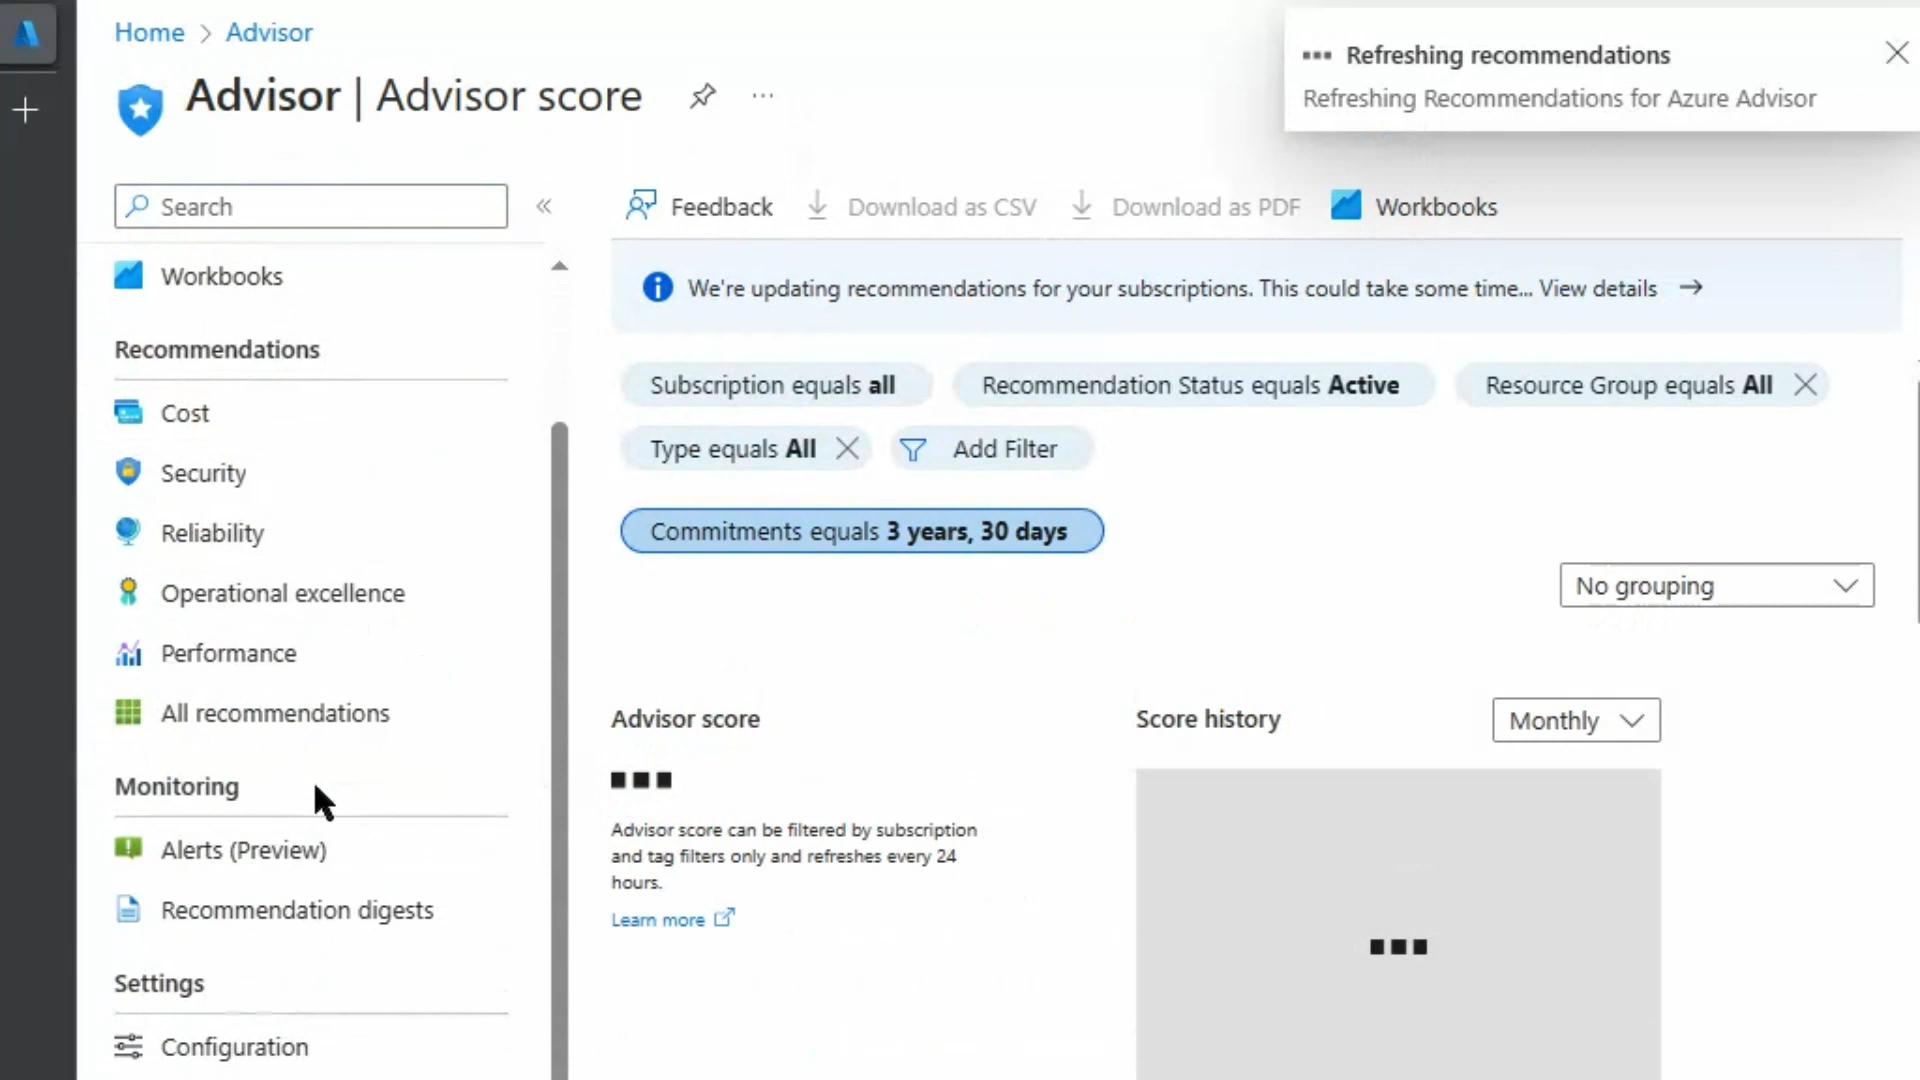 Home > Advisor
Advisor | Advisor score
...
Refreshing recommendations
Refreshing Recommendations for Azure Advisor
Search
«
Workbooks
Recommendations
Cost
Security
Reliability
Operational excellence
Performance
All recommendations
Monitoring
Alerts (Preview)
Recommendation digests
Settings
Configuration
Feedback
Download as CSV
Download as PDF
Workbooks
We're updating recommendations for your subscriptions. This could take some time... View details →
Subscription equals all
Recommendation Status equals Active
Resource Group equals All
Type equals All
Add Filter
Commitments equals 3 years, 30 days
No grouping
Advisor score
Advisor score can be filtered by subscription
and tag filters only and refreshes every 24
hours.
Learn more
Score history
Monthly